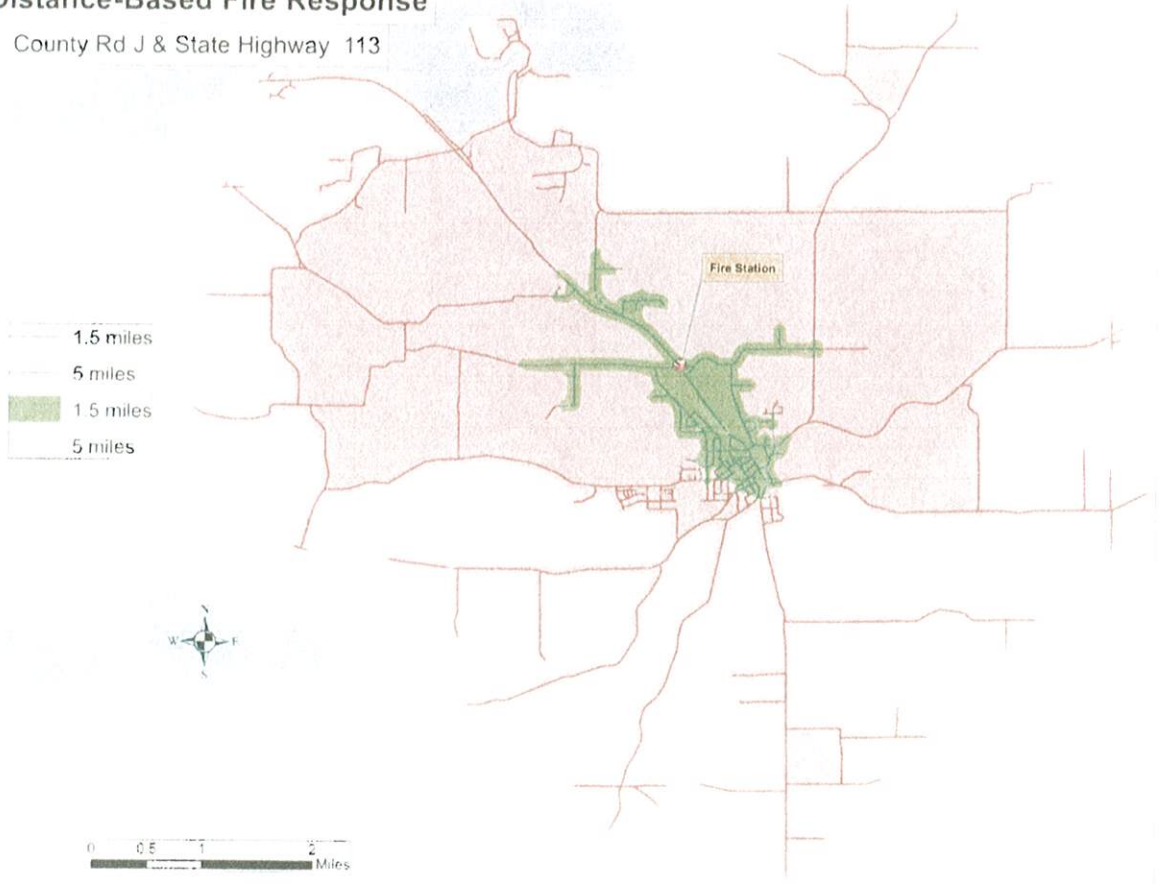 Distance-Based Fire Response
County Rd J & State Highway 113
Fire Station
1.5 miles
5 miles
1.5 miles
5 miles
N
W E
S
0 0.5 1 2
Miles